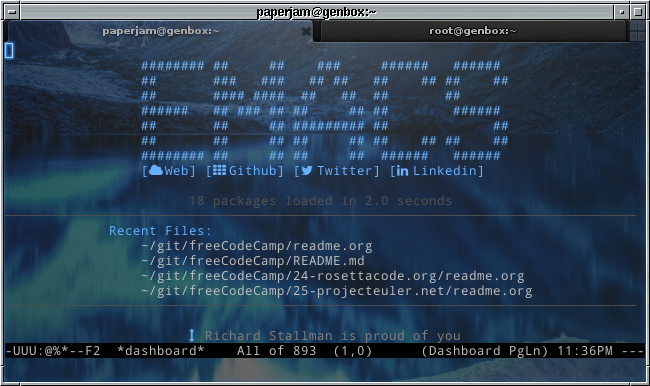 paperjam@genbox:~
paperjam@genbox:~
root@genbox:~
EMACS
[Web] [Github] [Twitter] [Linkedin]
18 packages loaded in 2.0 seconds
Recent Files:
~/git/freeCodeCamp/readme.org
~/git/freeCodeCamp/README.md
~/git/freeCodeCamp/24-rosettacode.org/readme.org
~/git/freeCodeCamp/25-projecteuler.net/readme.org
Richard Stallman is proud of you
-UUU:@%*--F2  *dashboard*    All of 893  (1,0)      (Dashboard PgLn) 11:36PM ---